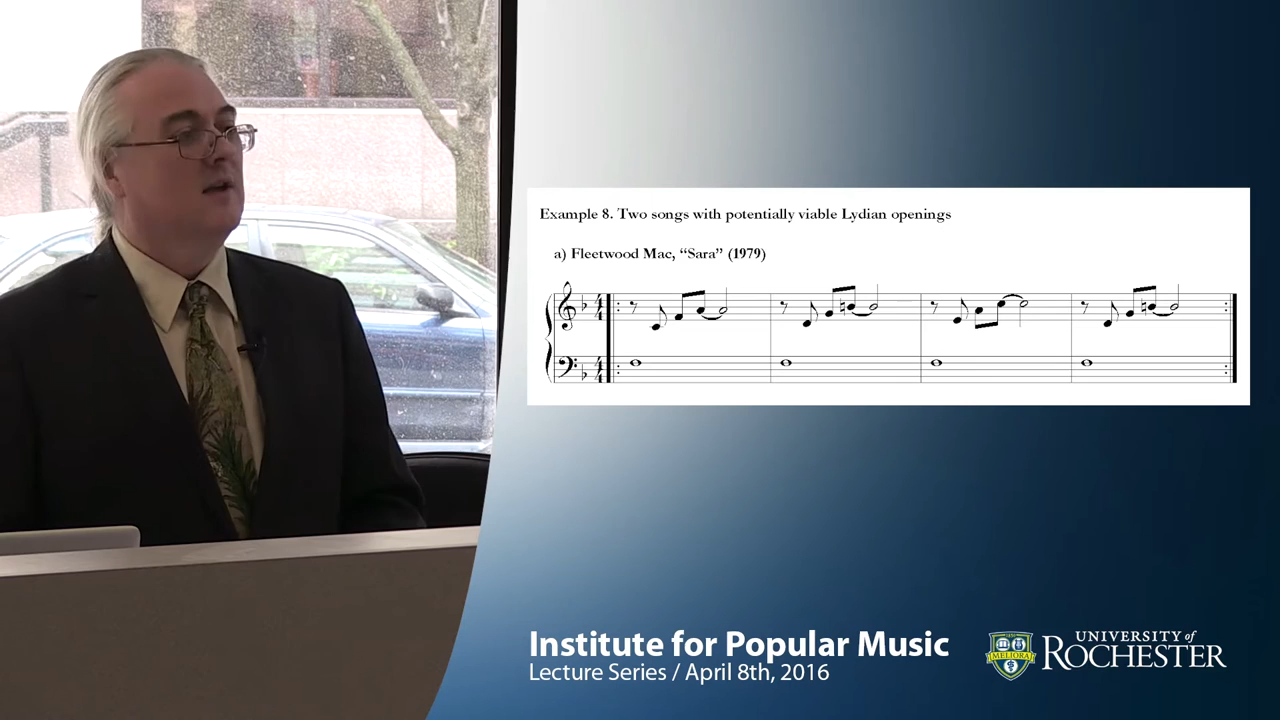 Example 8. Two songs with potentially viable Lydian openings
a) Fleetwood Mac, “Sara” (1979)
Institute for Popular Music
Lecture Series / April 8th, 2016
MELIORA
UNIVERSITY of
ROCHESTER